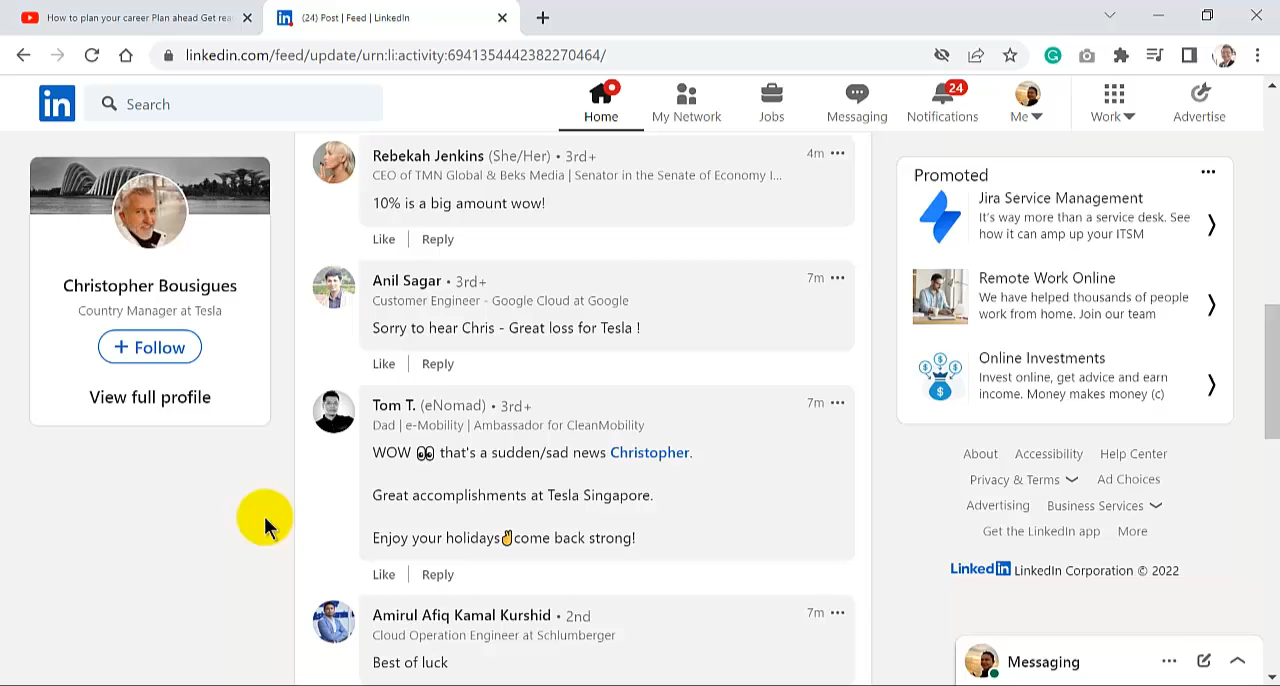 How to plan your career Plan ahead Get rea
(24) Post | Feed | LinkedIn
linkedin.com/feed/update/urn:li:activity:6941354442382270464/
in
Search
Home
My Network
Jobs
Messaging
24
Notifications
Me
Work
Advertise
Christopher Bousigues
Country Manager at Tesla
+ Follow
View full profile
Rebekah Jenkins (She/Her) • 3rd+
4m
CEO of TMN Global & Beks Media | Senator in the Senate of Economy I...
10% is a big amount wow!
Like | Reply
Anil Sagar • 3rd+
7m
Customer Engineer - Google Cloud at Google
Sorry to hear Chris - Great loss for Tesla !
Like | Reply
Tom T. (eNomad) • 3rd+
7m
Dad | e-Mobility | Ambassador for CleanMobility
WOW 👀 that's a sudden/sad news Christopher.
Great accomplishments at Tesla Singapore.
Enjoy your holidays✌come back strong!
Like | Reply
Amirul Afiq Kamal Kurshid • 2nd
7m
Cloud Operation Engineer at Schlumberger
Best of luck
Promoted
Jira Service Management
It's way more than a service desk. See
how it can amp up your ITSM
Remote Work Online
We have helped thousands of people
work from home. Join our team
Online Investments
Invest online, get advice and earn
income. Money makes money (c)
About Accessibility Help Center
Privacy & Terms Ad Choices
Advertising Business Services
Get the LinkedIn app More
LinkedIn LinkedIn Corporation © 2022
Messaging